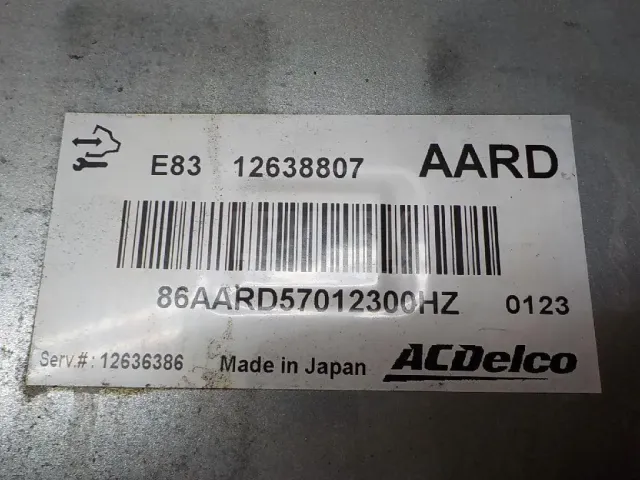 E83 12638807 AARD
86AARD57012300HZ 0123
Serv.#: 12636386 Made in Japan ACDelco